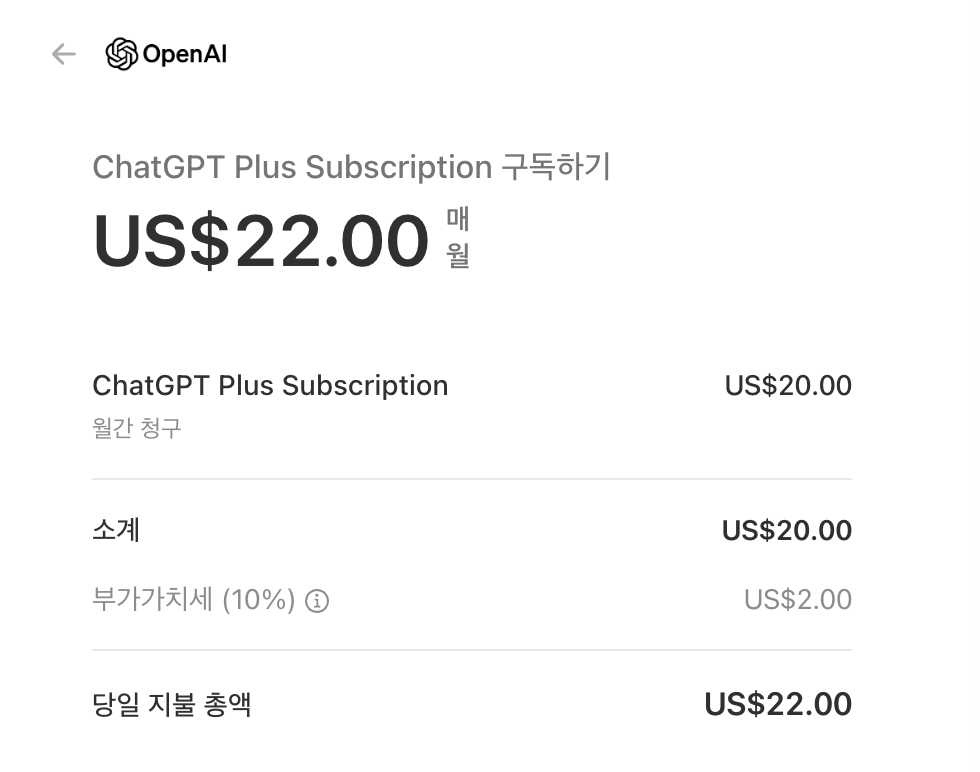 OpenAI
ChatGPT Plus Subscription 구독하기
US$22.00 매
월
ChatGPT Plus Subscription US$20.00
월간 청구
소계 US$20.00
부가가치세 (10%) US$2.00
당일 지불 총액 US$22.00